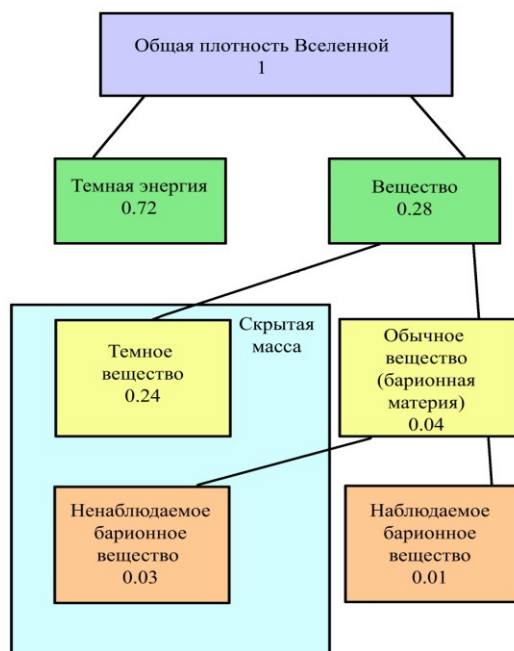 Общая плотность Вселенной
1
Темная энергия
0.72
Вещество
0.28
Скрытая
масса
Темное
вещество
0.24
Обычное
вещество
(барионная
материя)
0.04
Ненаблюдаемое
барионное
вещество
0.03
Наблюдаемое
барионное
вещество
0.01